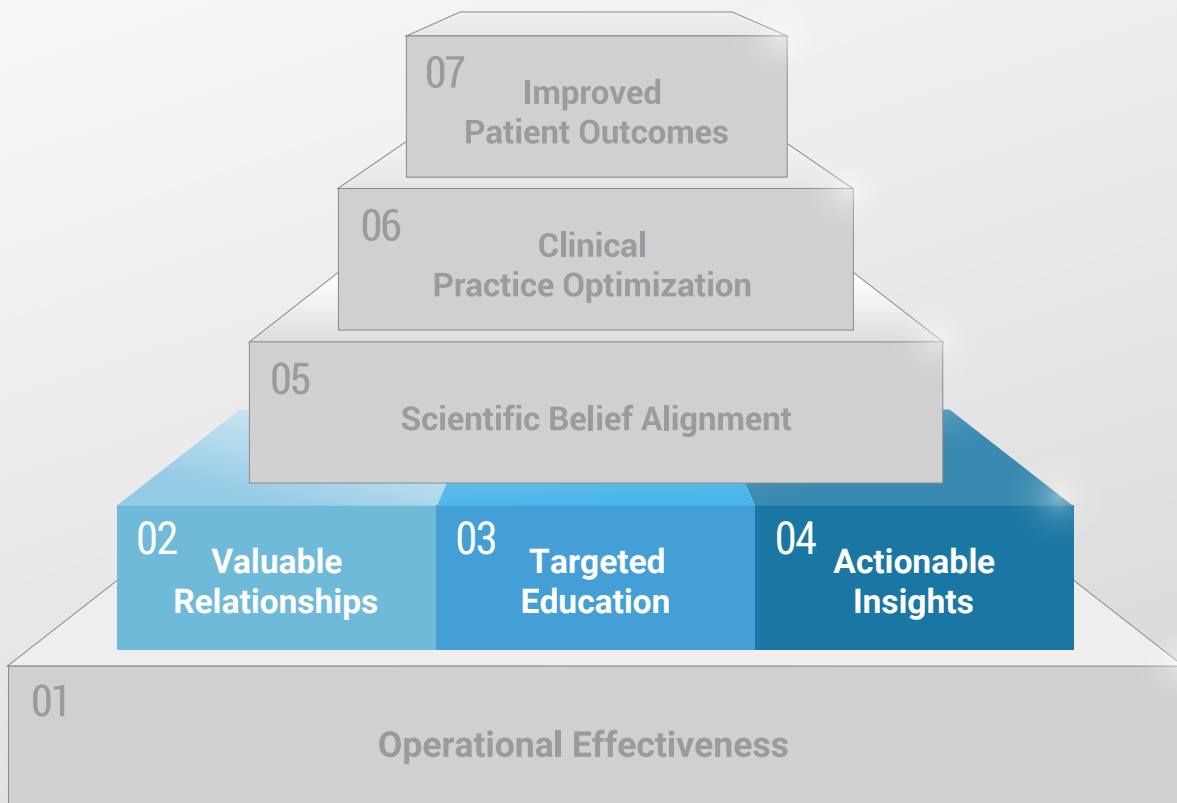 07
Improved
Patient Outcomes
06
Clinical
Practice Optimization
05
Scientific Belief Alignment
02
Valuable
Relationships
03
Targeted
Education
04
Actionable
Insights
01
Operational Effectiveness